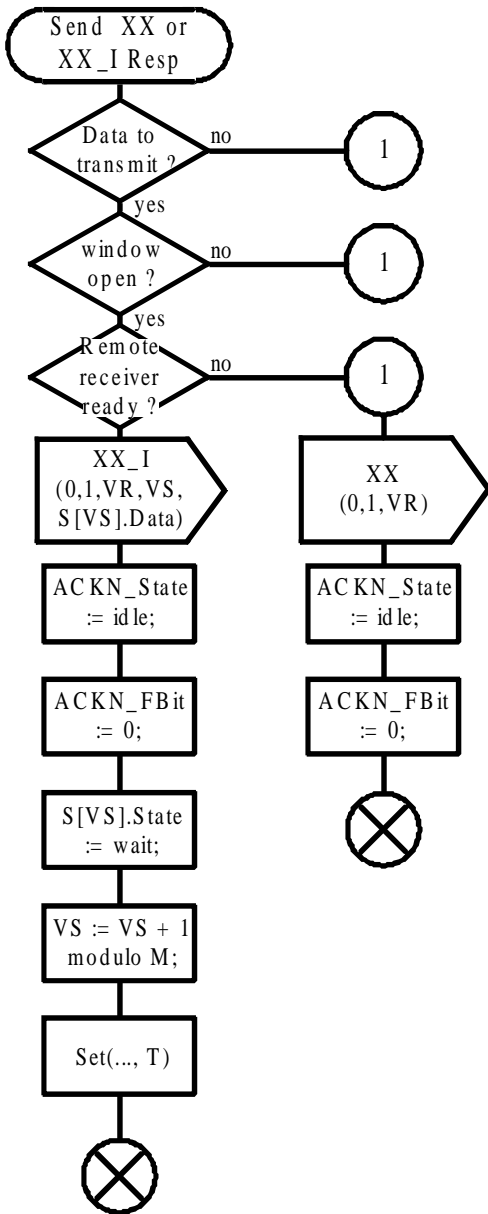 Send XX or
XX_I Resp
Data to
transmit ?
no
1
yes
window
open ?
no
1
yes
Remote
receiver
ready ?
no
1
XX_I
(0,1,VR,VS,
S[VS].Data)
XX
(0,1,VR)
ACKN_State
:= idle;
ACKN_State
:= idle;
ACKN_FBit
:= 0;
ACKN_FBit
:= 0;
S[VS].State
:= wait;
VS := VS + 1
modulo M;
Set(..., T)